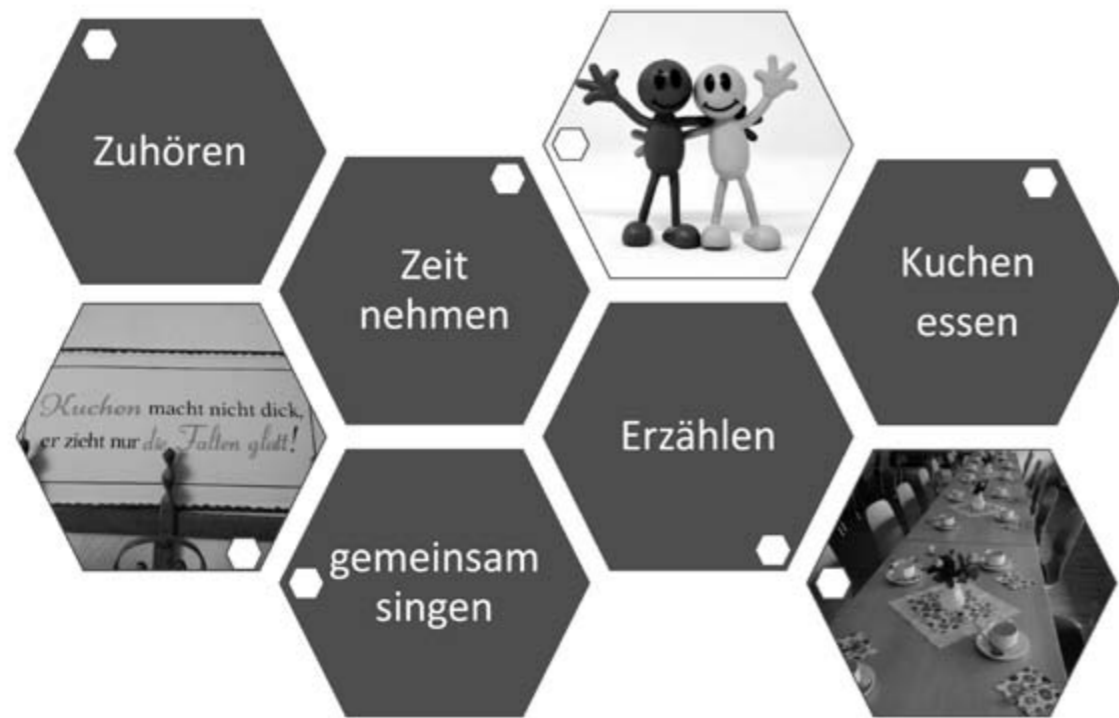 Zuhören
Zeit
nehmen
Kuchen
essen
Kuchen macht nicht dick,
er zieht nur die Falten glatt!
Erzählen
gemeinsam
singen